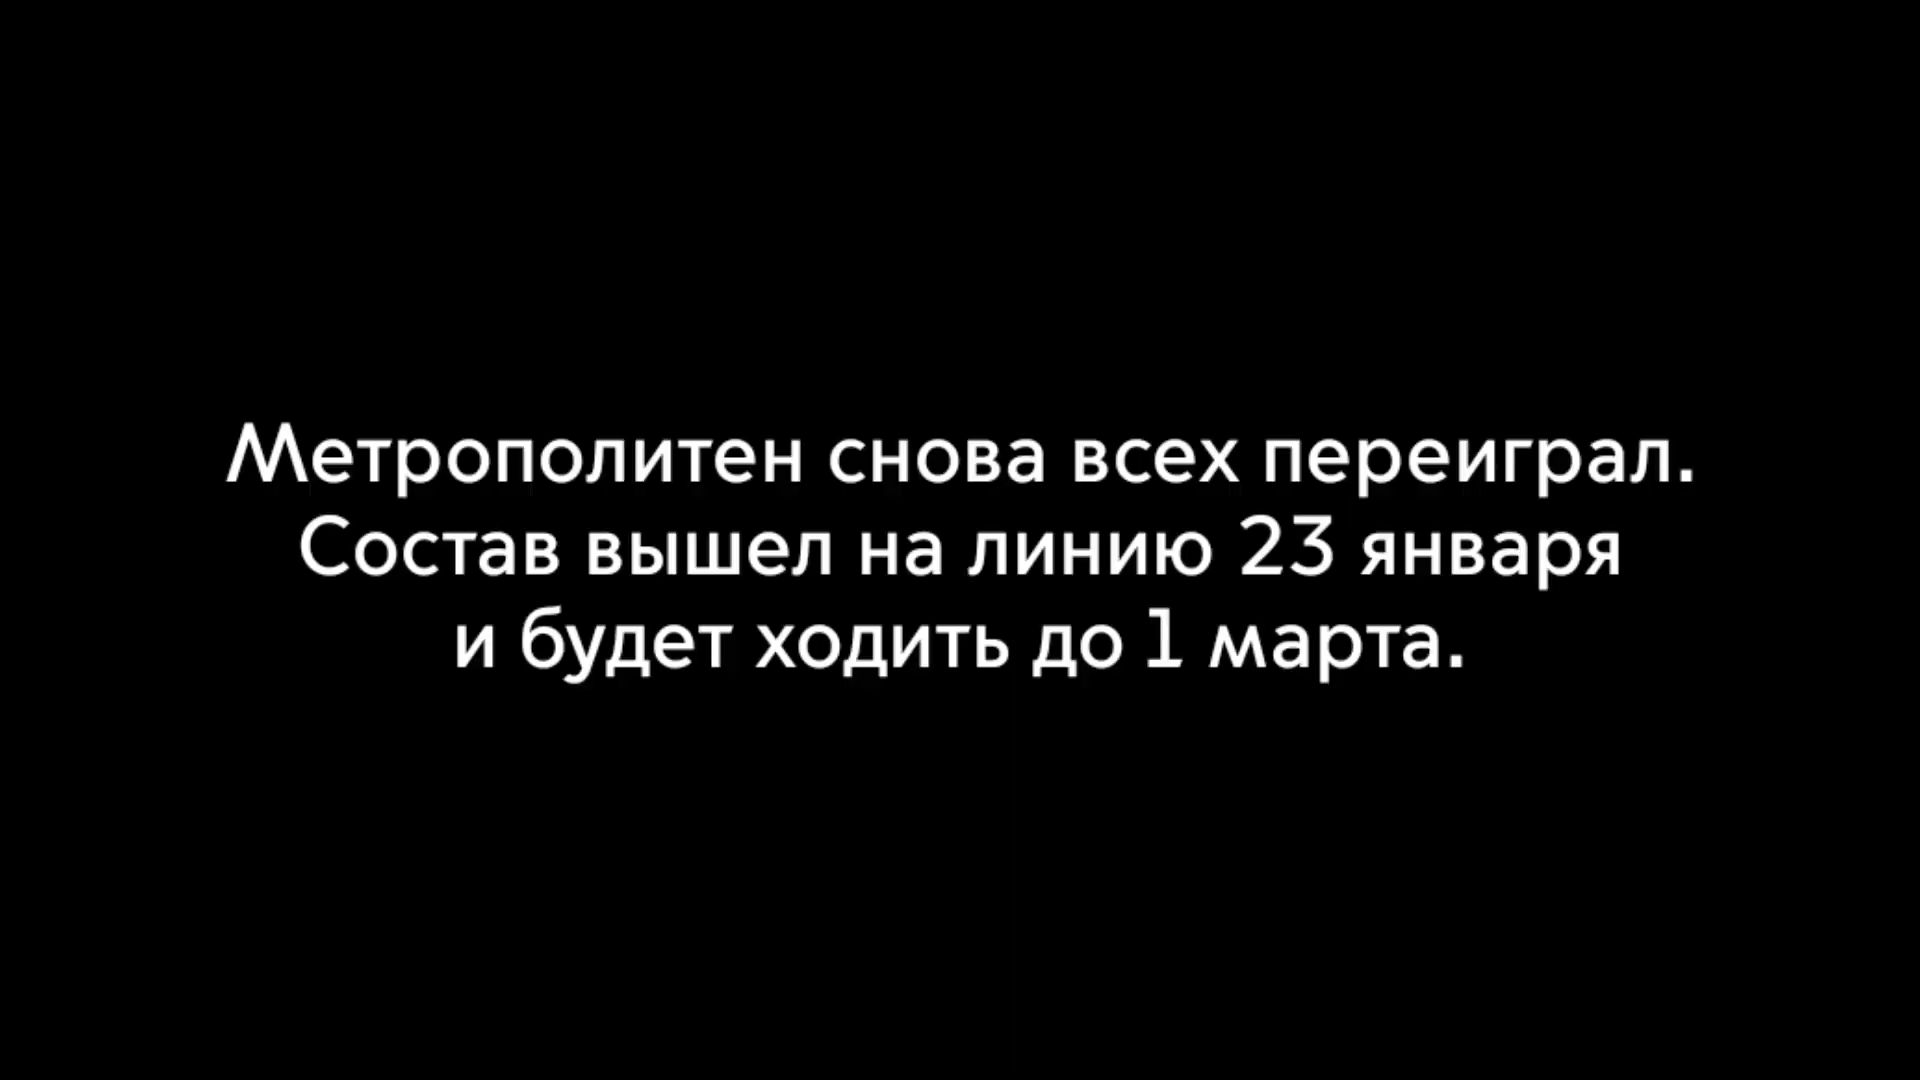 Метрополитен снова всех переиграл.
Состав вышел на линию 23 января
и будет ходить до 1 марта.